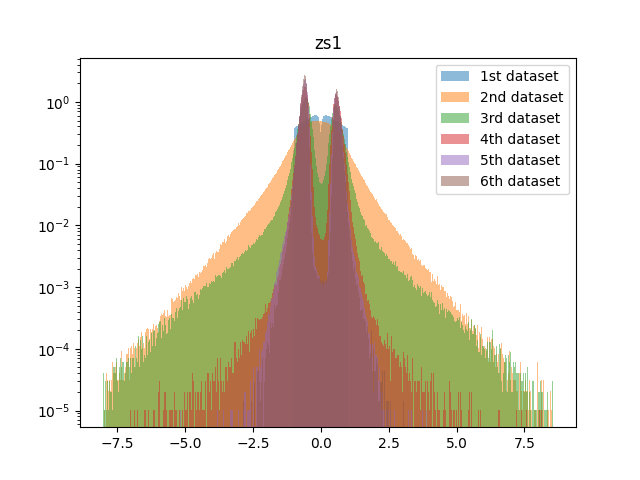 zs1
1st dataset
2nd dataset
3rd dataset
4th dataset
5th dataset
6th dataset
10⁰
10⁻¹
10⁻²
10⁻³
10⁻⁴
10⁻⁵
−7.5 −5.0 −2.5 0.0 2.5 5.0 7.5